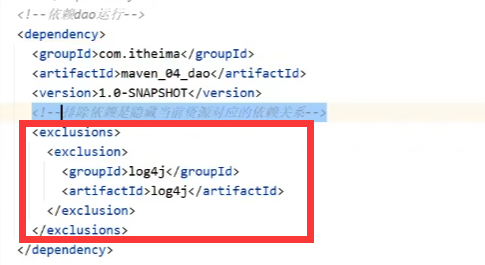 <!--依赖dao运行-->
<dependency>
<groupId>com.itheima</groupId>
<artifactId>maven_04_dao</artifactId>
<version>1.0-SNAPSHOT</version>
<!--排除依赖是隐藏当前资源对应的依赖关系-->
<exclusions>
<exclusion>
<groupId>log4j</groupId>
<artifactId>log4j</artifactId>
</exclusion>
</exclusions>
</dependency>